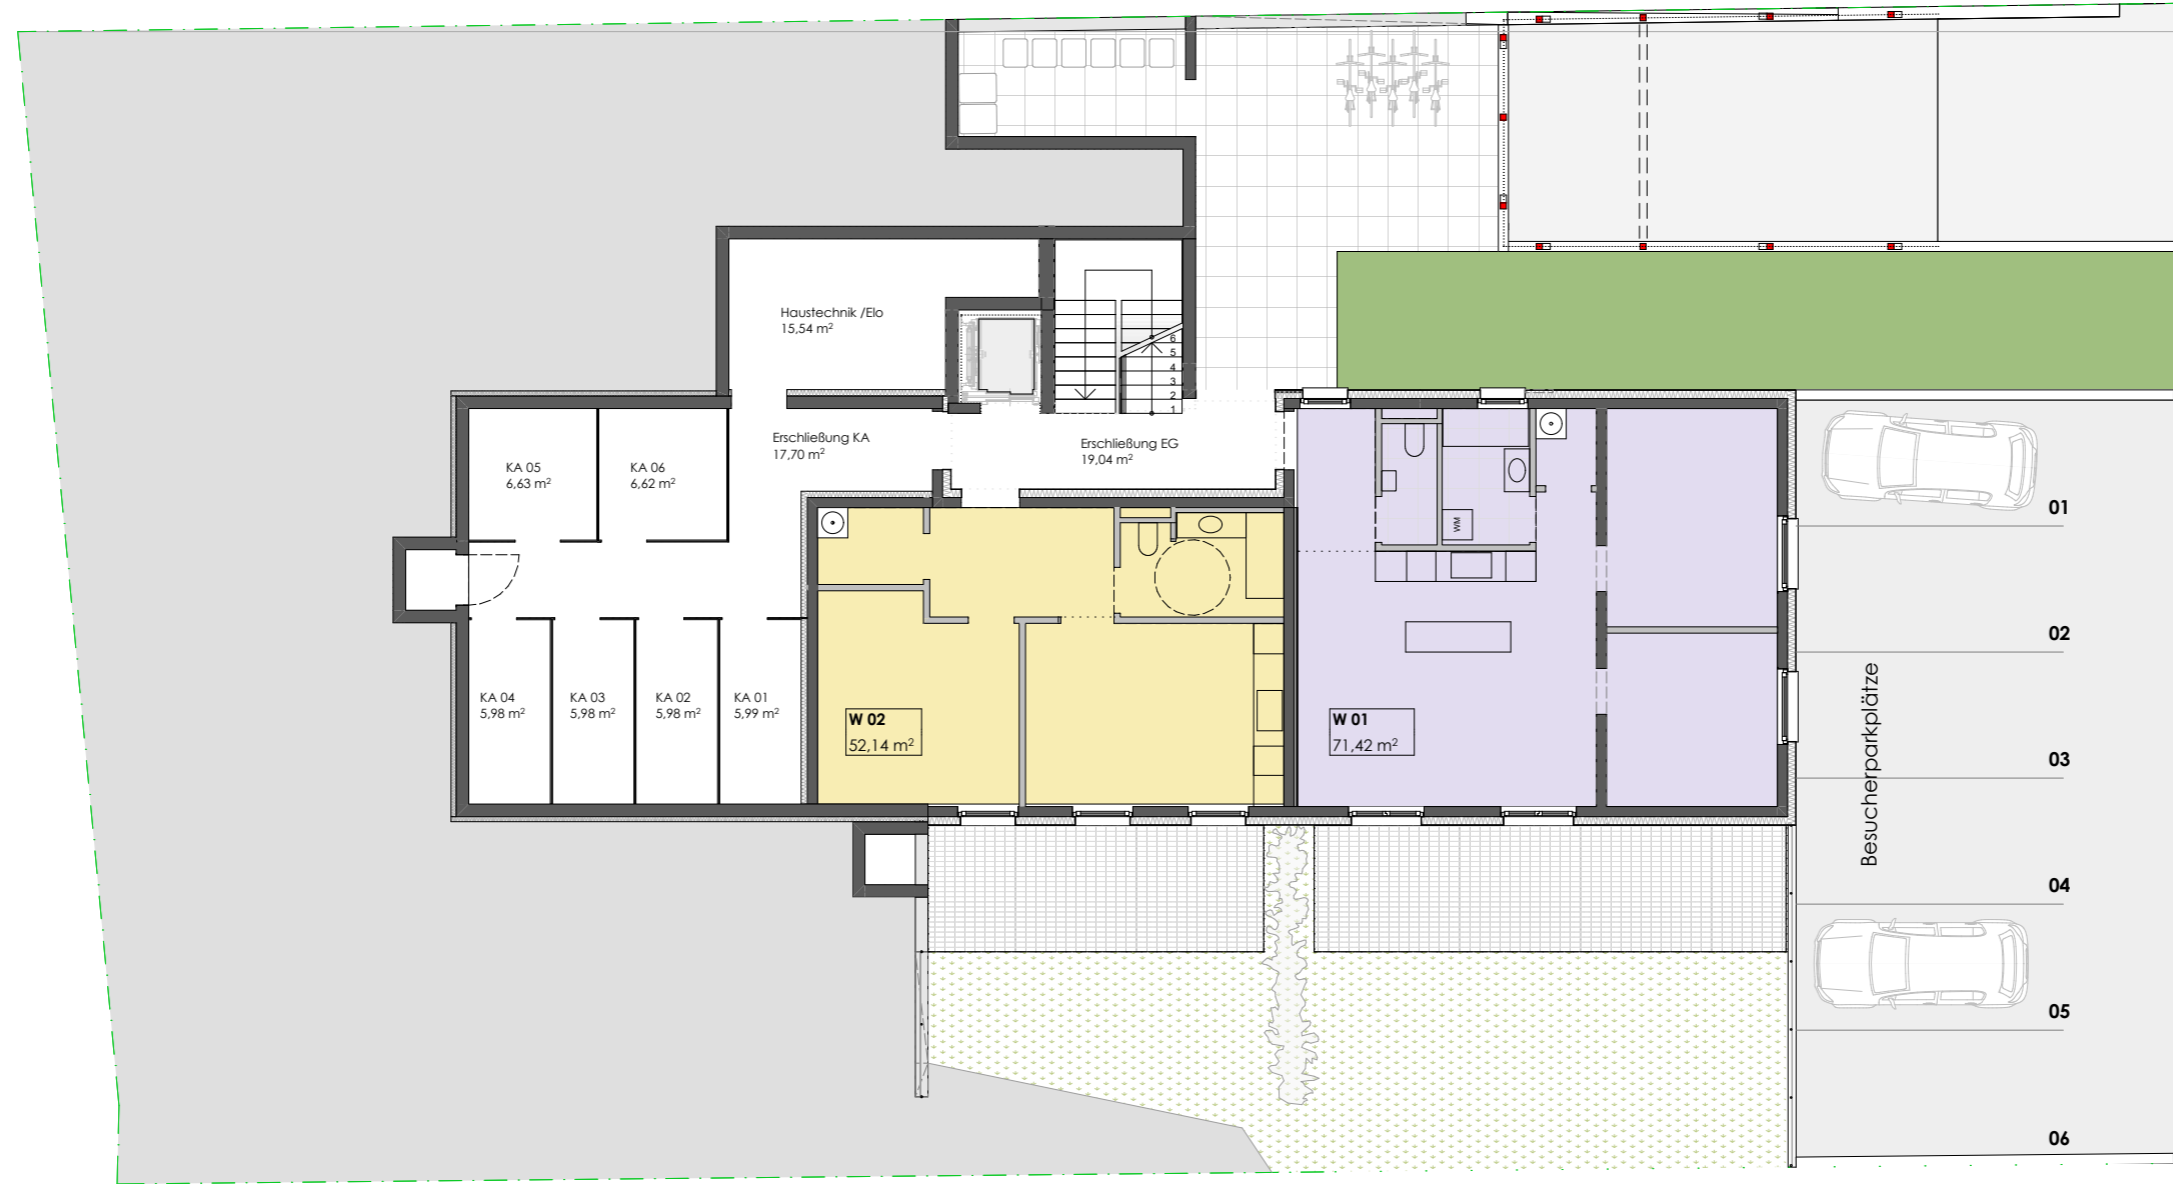 Haustechnik /Elo
15,54 m²
6
5
4
3
2
1
Erschließung KA
17,70 m²
Erschließung EG
19,04 m²
KA 05
6,63 m²
KA 06
6,62 m²
WM
01
02
03
04
05
06
Besucherparkplätze
KA 04
5,98 m²
KA 03
5,98 m²
KA 02
5,98 m²
KA 01
5,99 m²
W 02
52,14 m²
W 01
71,42 m²